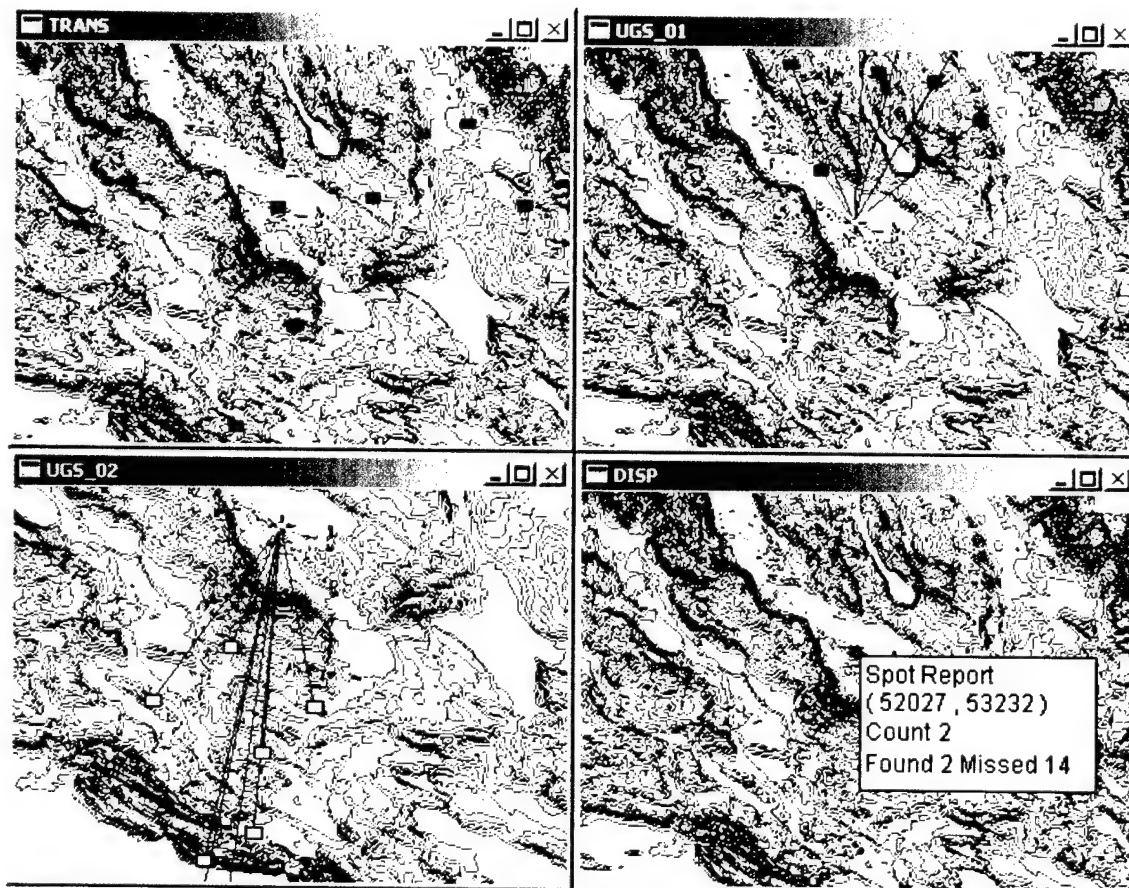 TRANS
UGS_01
UGS_02
DISP
Spot Report
( 52027 , 53232 )
Count 2
Found 2 Missed 14